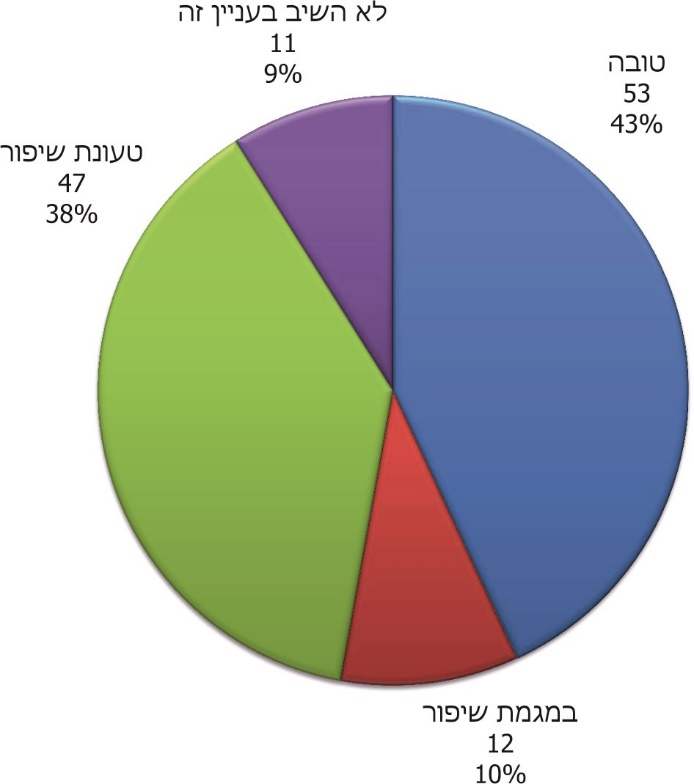 לא השיב בעניין זה
11
9%
טובה
53
43%
טעונת שיפור
47
38%
במגמת שיפור
12
10%